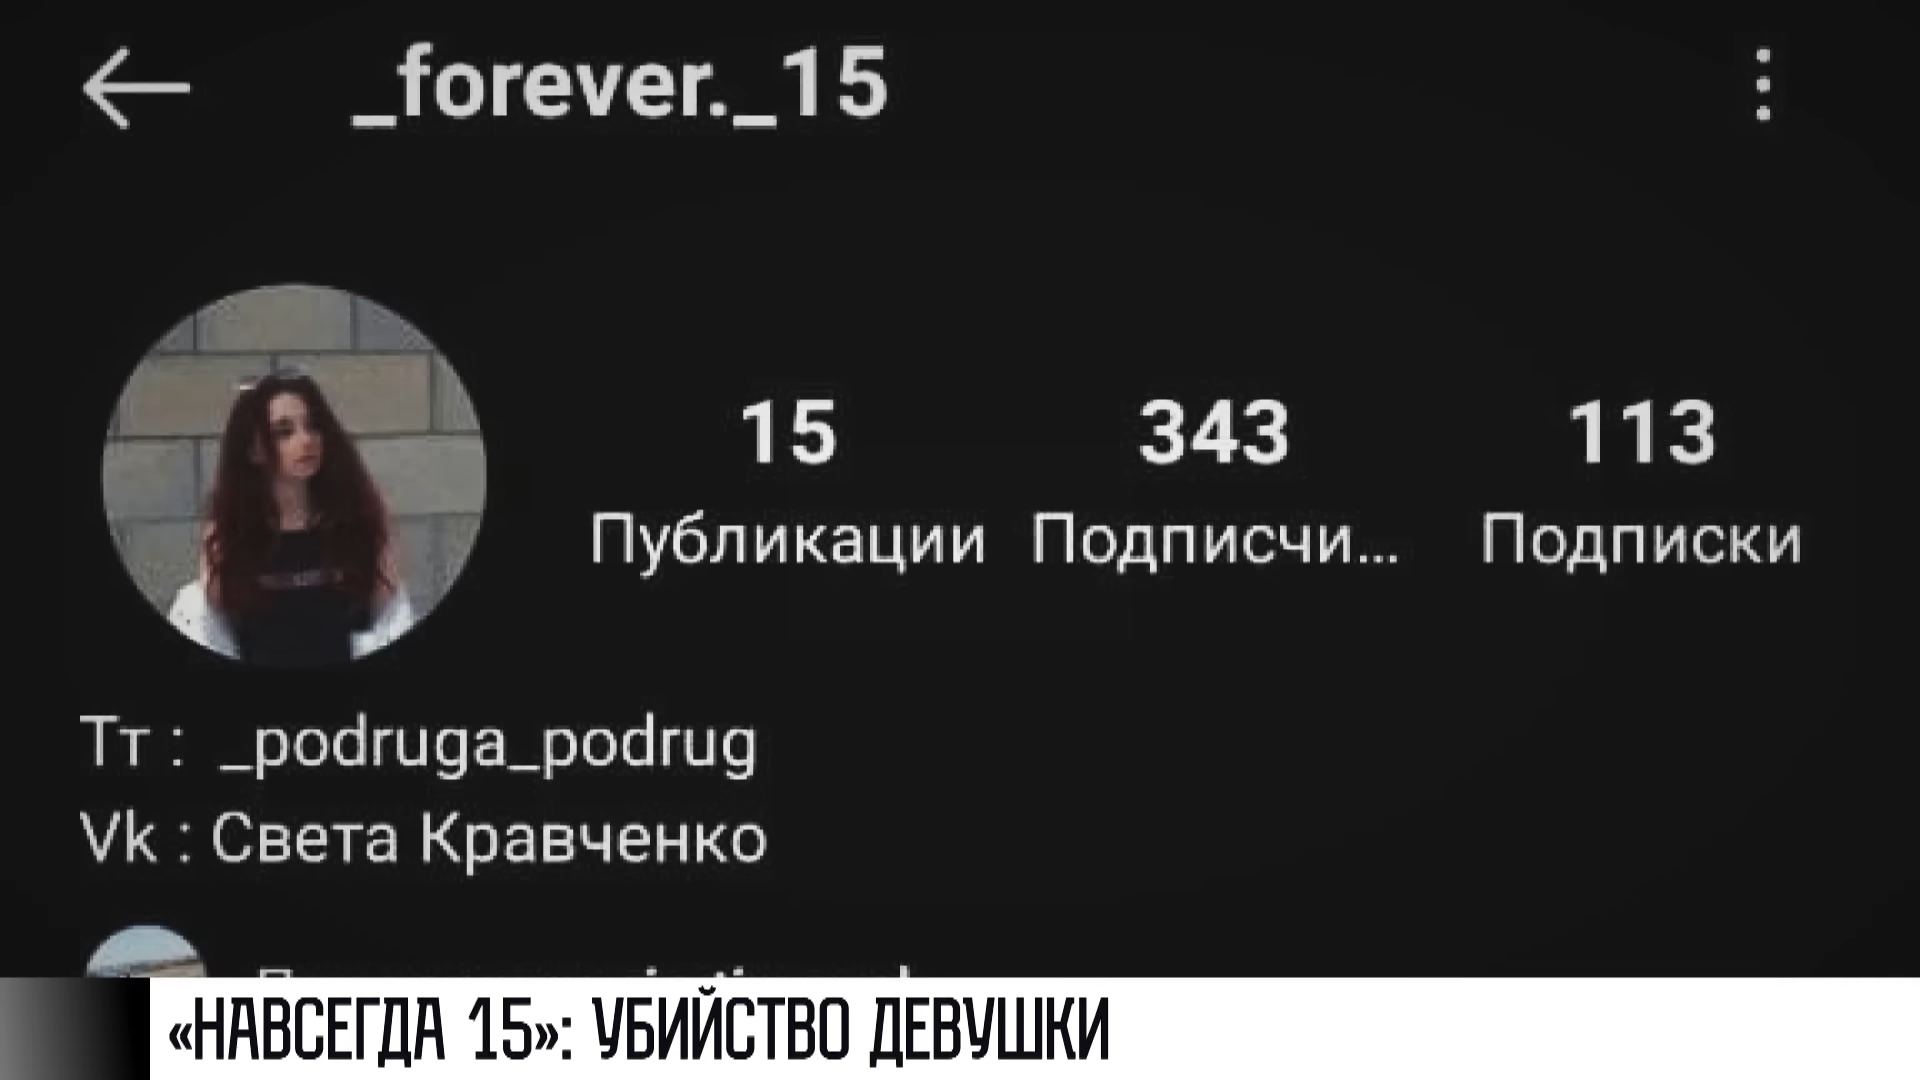 _forever._15
15 343 113
Публикации Подписчи... Подписки
Тт : _podruga_podrug
Vk : Света Кравченко
«НАВСЕГДА 15»: УБИЙСТВО ДЕВУШКИ